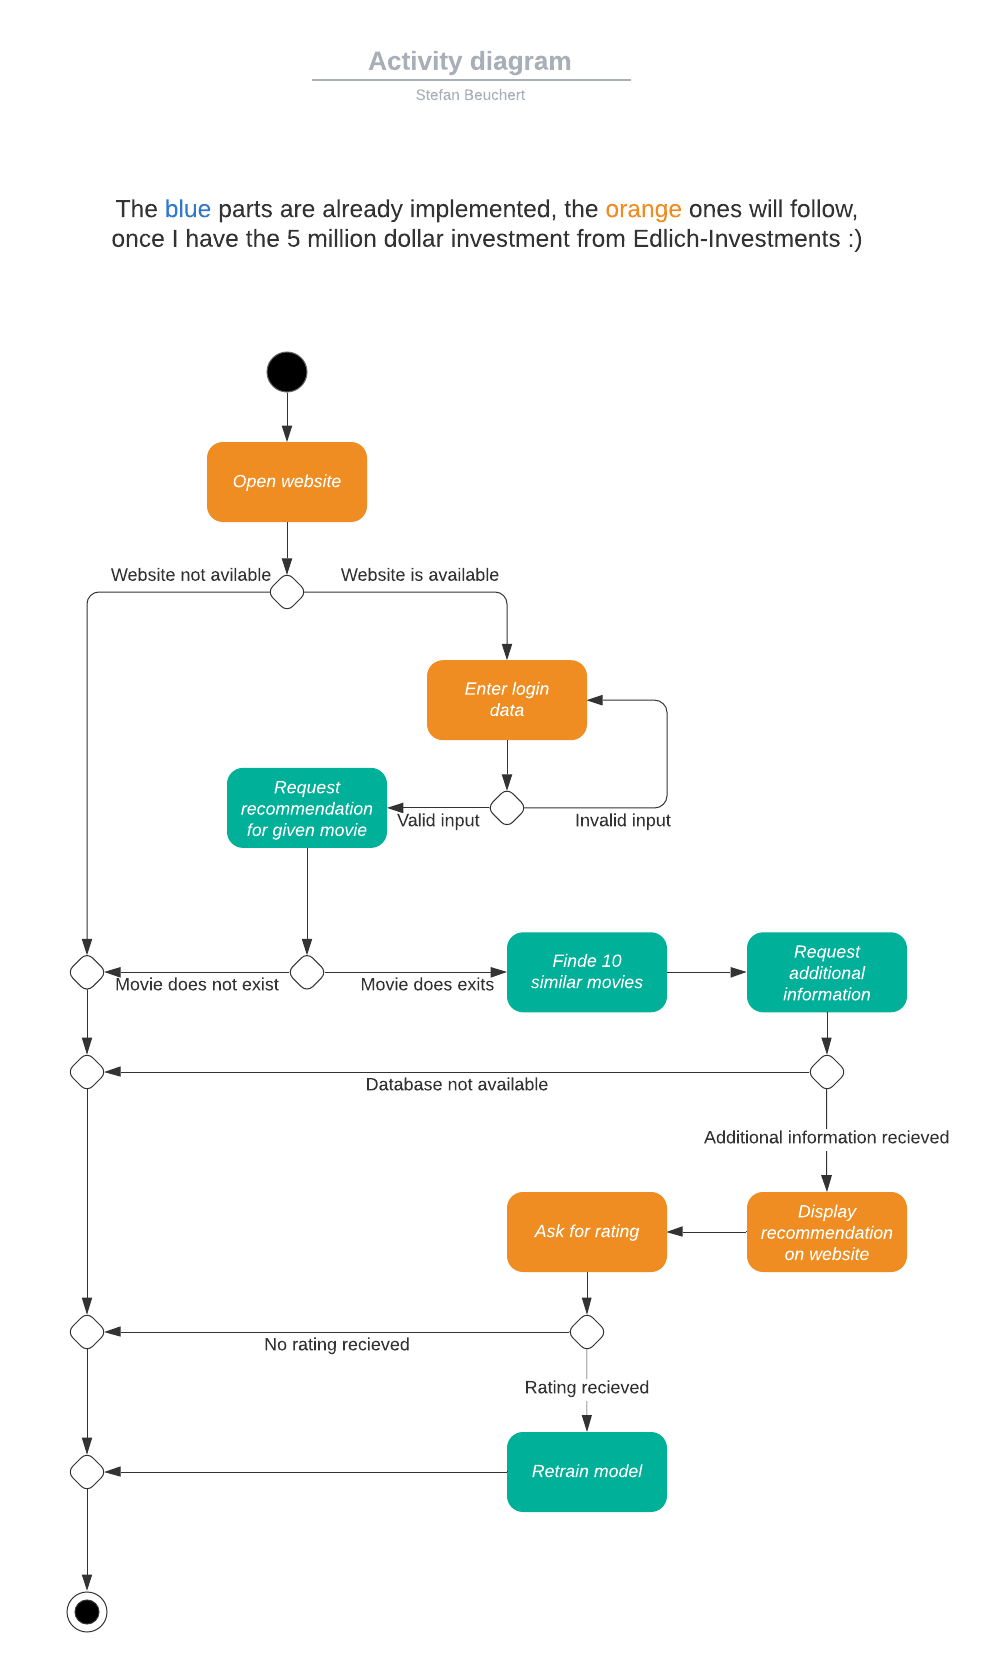 Activity diagram
Stefan Beuchert
The blue parts are already implemented, the orange ones will follow,
once I have the 5 million dollar investment from Edlich-Investments :)
Open website
Website not avilable
Website is available
Enter login
data
Request
recommendation
for given movie
Valid input
Invalid input
Movie does not exist
Movie does exits
Finde 10
similar movies
Request
additional
information
Database not available
Additional information recieved
Ask for rating
Display
recommendation
on website
No rating recieved
Rating recieved
Retrain model